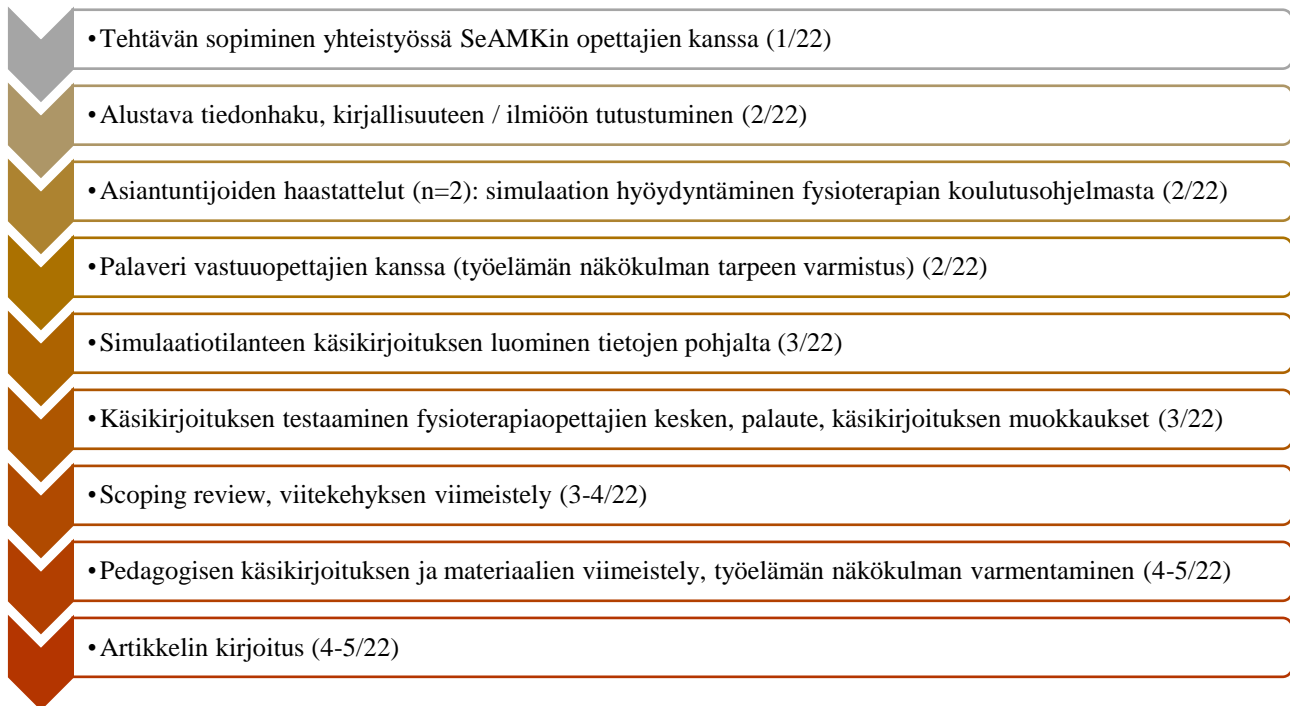 •Tehtävän sopiminen yhteistyössä SeAMKin opettajien kanssa (1/22)
•Alustava tiedonhaku, kirjallisuuteen / ilmiöön tutustuminen (2/22)
•Asiantuntijoiden haastattelut (n=2): simulaation hyödyntäminen fysioterapian koulutusohjelmasta (2/22)
•Palaveri vastuuopettajien kanssa (työelämän näkökulman tarpeen varmistus) (2/22)
•Simulaatiotilanteen käsikirjoituksen luominen tietojen pohjalta (3/22)
•Käsikirjoituksen testaaminen fysioterapiaopettajien kesken, palaute, käsikirjoituksen muokkaukset (3/22)
•Scoping review, viitekehyksen viimeistely (3-4/22)
•Pedagogisen käsikirjoituksen ja materiaalien viimeistely, työelämän näkökulman varmentaminen (4-5/22)
•Artikkelin kirjoitus (4-5/22)